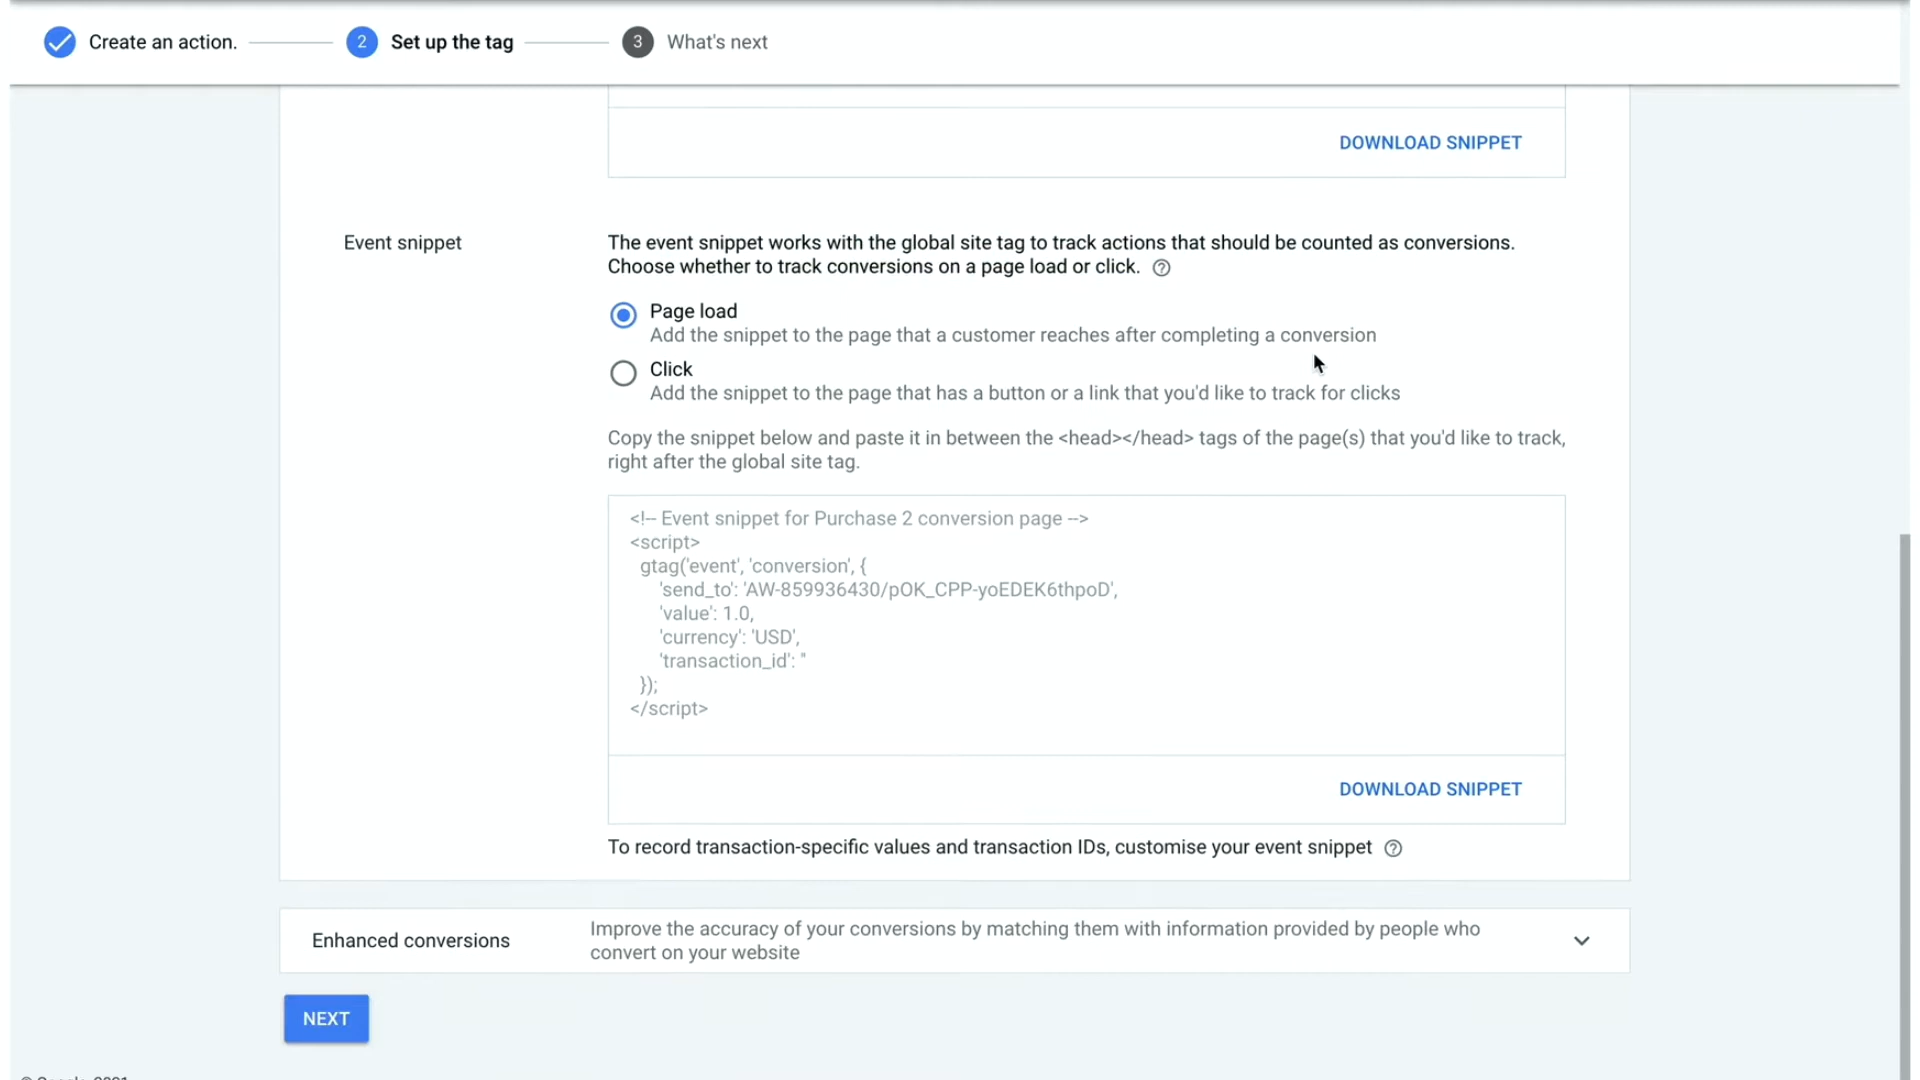 Create an action.
2 Set up the tag
3 What's next
DOWNLOAD SNIPPET
Event snippet
The event snippet works with the global site tag to track actions that should be counted as conversions.
Choose whether to track conversions on a page load or click.
Page load
Add the snippet to the page that a customer reaches after completing a conversion
Click
Add the snippet to the page that has a button or a link that you'd like to track for clicks
Copy the snippet below and paste it in between the <head></head> tags of the page(s) that you'd like to track,
right after the global site tag.
<!-- Event snippet for Purchase 2 conversion page -->
<script>
gtag('event', 'conversion', {
'send_to': 'AW-859936430/pOK_CPP-yoEDEK6thpoD',
'value': 1.0,
'currency': 'USD',
'transaction_id': ''
});
</script>
DOWNLOAD SNIPPET
To record transaction-specific values and transaction IDs, customise your event snippet
Enhanced conversions
Improve the accuracy of your conversions by matching them with information provided by people who
convert on your website
NEXT